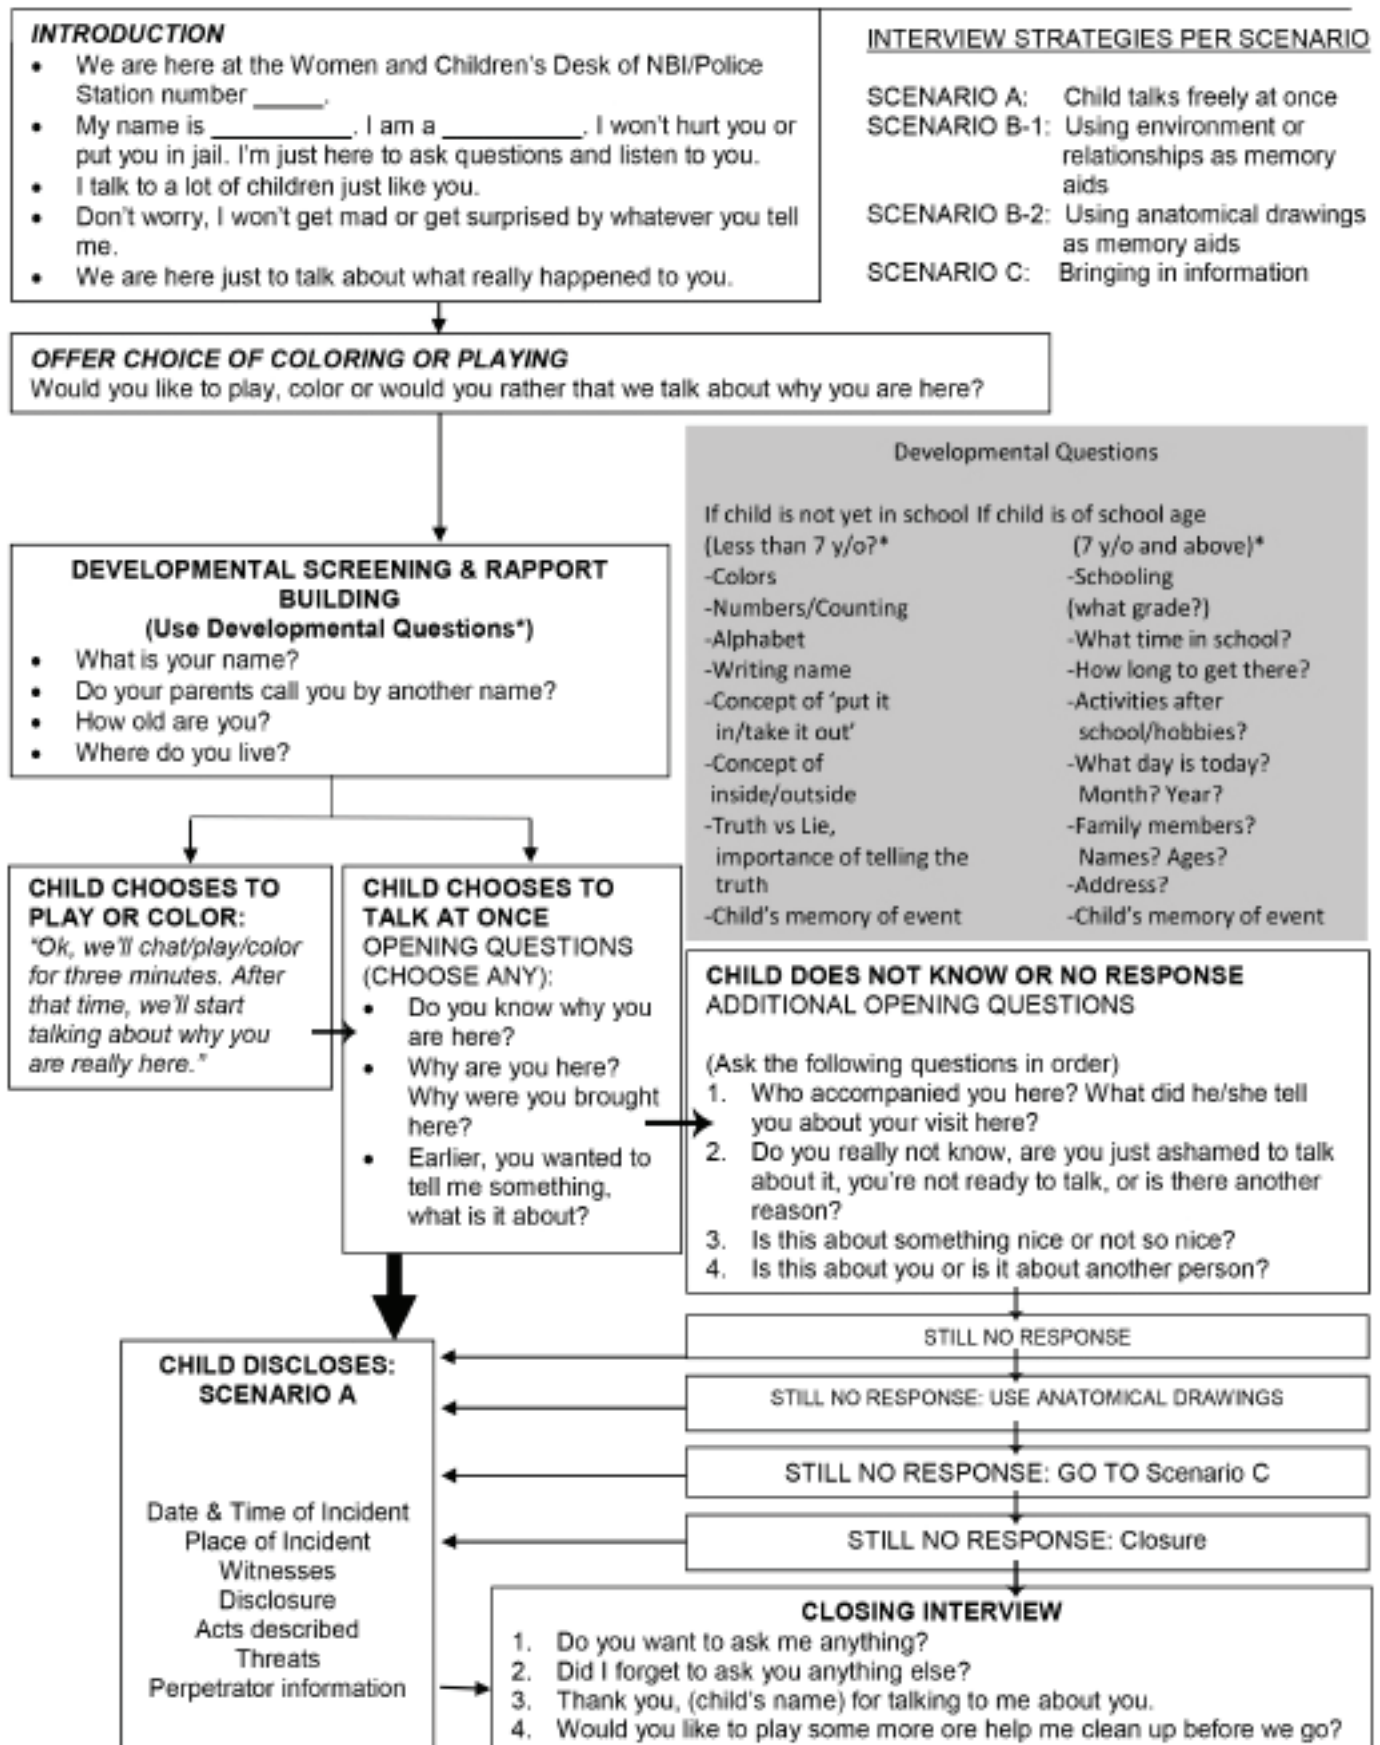 INTRODUCTION
• We are here at the Women and Children's Desk of NBI/Police
Station number _____.
• My name is __________. I am a __________. I won't hurt you or
put you in jail. I'm just here to ask questions and listen to you.
• I talk to a lot of children just like you.
• Don't worry, I won't get mad or get surprised by whatever you tell
me.
• We are here just to talk about what really happened to you.
INTERVIEW STRATEGIES PER SCENARIO
SCENARIO A: Child talks freely at once
SCENARIO B-1: Using environment or
relationships as memory
aids
SCENARIO B-2: Using anatomical drawings
as memory aids
SCENARIO C: Bringing in information
OFFER CHOICE OF COLORING OR PLAYING
Would you like to play, color or would you rather that we talk about why you are here?
DEVELOPMENTAL SCREENING & RAPPORT
BUILDING
(Use Developmental Questions*)
• What is your name?
• Do your parents call you by another name?
• How old are you?
• Where do you live?
Developmental Questions
If child is not yet in school If child is of school age
(Less than 7 y/o?* (7 y/o and above)*
-Colors -Schooling
-Numbers/Counting (what grade?)
-Alphabet -What time in school?
-Writing name -How long to get there?
-Concept of 'put it -Activities after
in/take it out' school/hobbies?
-Concept of -What day is today?
inside/outside Month? Year?
-Truth vs Lie, -Family members?
importance of telling the Names? Ages?
truth -Address?
-Child's memory of event -Child's memory of event
CHILD CHOOSES TO
PLAY OR COLOR:
"Ok, we'll chat/play/color
for three minutes. After
that time, we'll start
talking about why you
are really here."
CHILD CHOOSES TO
TALK AT ONCE
OPENING QUESTIONS
(CHOOSE ANY):
• Do you know why you
are here?
• Why are you here?
Why were you brought
here?
• Earlier, you wanted to
tell me something,
what is it about?
CHILD DOES NOT KNOW OR NO RESPONSE
ADDITIONAL OPENING QUESTIONS
(Ask the following questions in order)
1. Who accompanied you here? What did he/she tell
you about your visit here?
2. Do you really not know, are you just ashamed to talk
about it, you're not ready to talk, or is there another
reason?
3. Is this about something nice or not so nice?
4. Is this about you or is it about another person?
STILL NO RESPONSE
STILL NO RESPONSE: USE ANATOMICAL DRAWINGS
STILL NO RESPONSE: GO TO Scenario C
STILL NO RESPONSE: Closure
CHILD DISCLOSES:
SCENARIO A
Date & Time of Incident
Place of Incident
Witnesses
Disclosure
Acts described
Threats
Perpetrator information
CLOSING INTERVIEW
1. Do you want to ask me anything?
2. Did I forget to ask you anything else?
3. Thank you, (child's name) for talking to me about you.
4. Would you like to play some more ore help me clean up before we go?